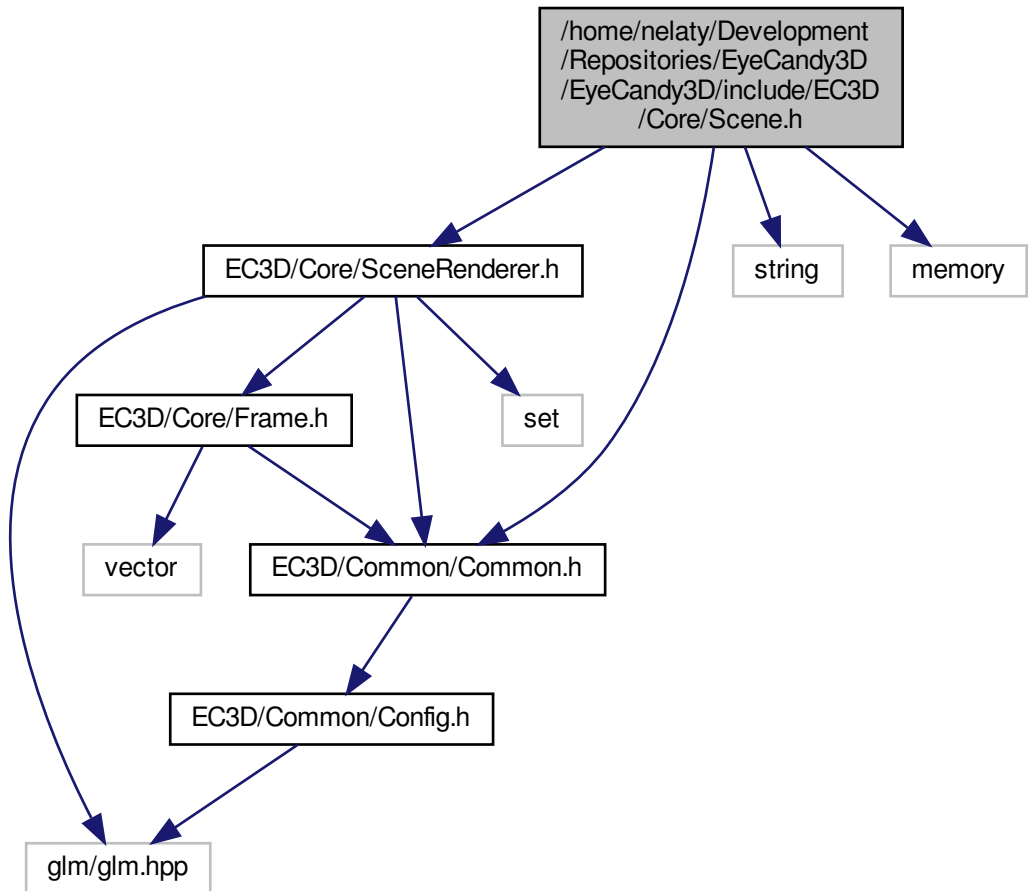 /home/nelaty/Development
/Repositories/EyeCandy3D
/EyeCandy3D/include/EC3D
/Core/Scene.h
EC3D/Core/SceneRenderer.h
string
memory
EC3D/Core/Frame.h
set
vector
EC3D/Common/Common.h
EC3D/Common/Config.h
glm/glm.hpp